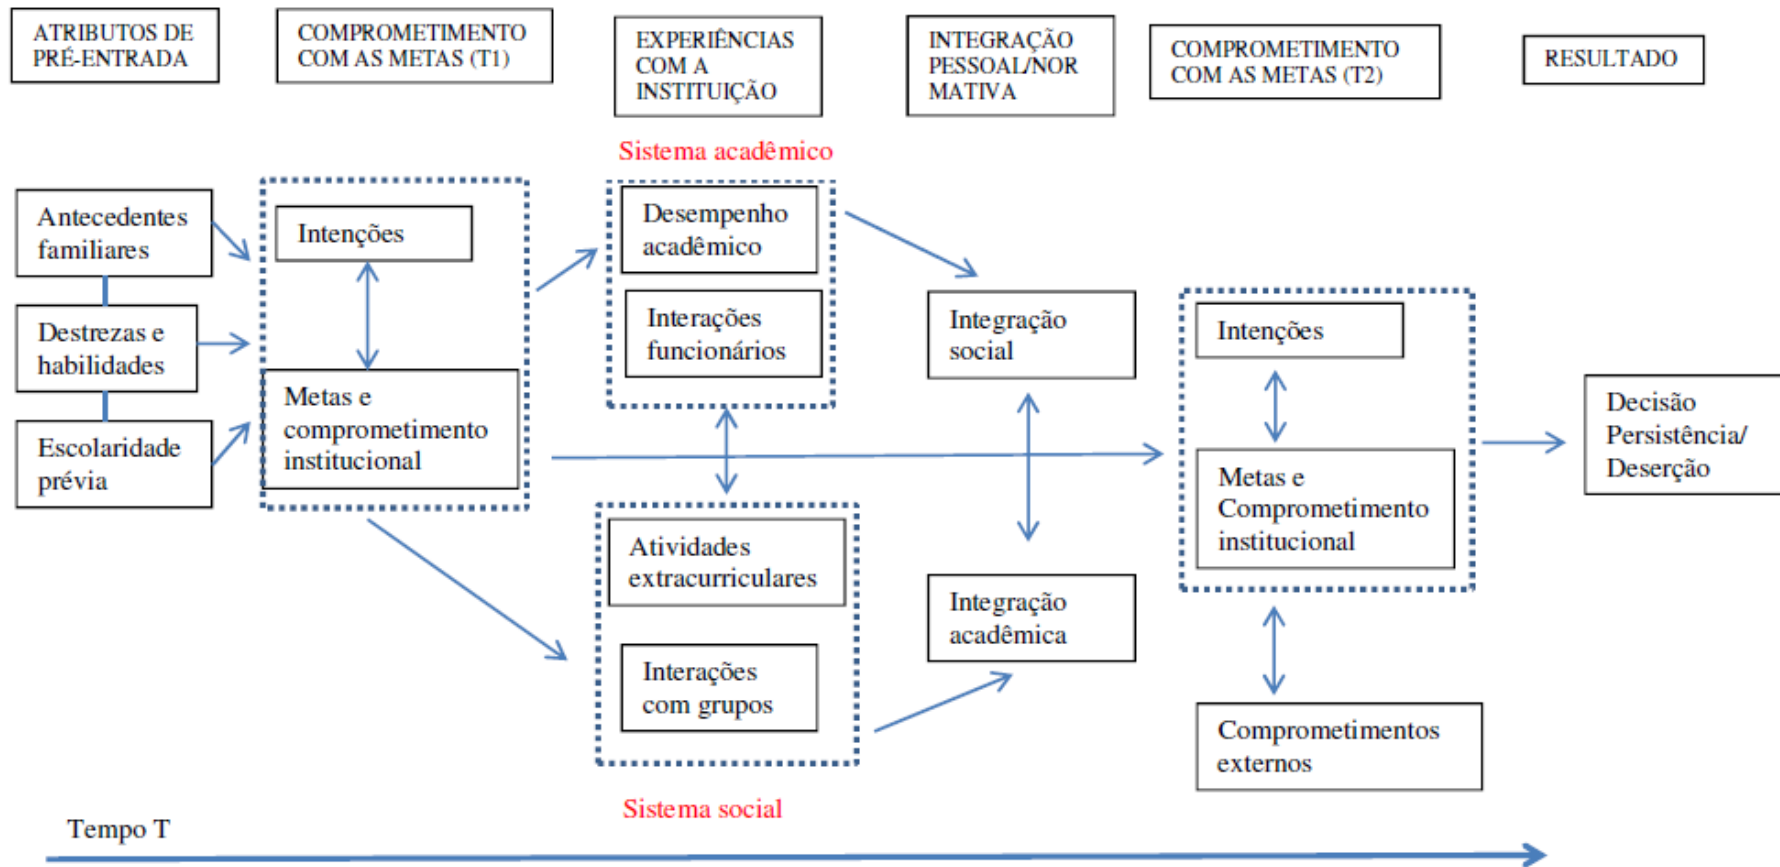 ATRIBUTOS DE
PRÉ-ENTRADA
COMPROMETIMENTO
COM AS METAS (T1)
EXPERIÊNCIAS
COM A
INSTITUIÇÃO
INTEGRAÇÃO
PESSOAL/NOR
MATIVA
COMPROMETIMENTO
COM AS METAS (T2)
RESULTADO
Sistema acadêmico
Antecedentes
familiares
Destrezas e
habilidades
Escolaridade
prévia
Intenções
Metas e
comprometimento
institucional
Desempenho
acadêmico
Interações
funcionários
Atividades
extracurriculares
Interações
com grupos
Sistema social
Integração
social
Integração
acadêmica
Intenções
Metas e
Comprometimento
institucional
Comprometimentos
externos
Decisão
Persistência/
Deserção
Tempo T